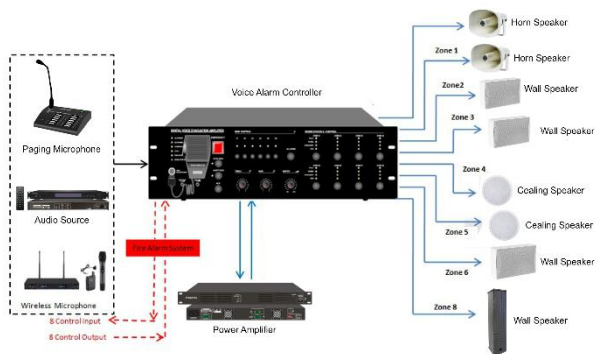 Horn Speaker
Zone 1
Horn Speaker
Voice Alarm Controller
Zone2
Wall Speaker
Zone 3
Wall Speaker
Paging Microphone
Zone 4
Cealing Speaker
Audio Source
Cealing Speaker
Zone 5
Fire Alarm System
Wall Speaker
Zone 6
Wireless Microphone
Zone 8
8 Control Input
Power Amplifier
Wall Speaker
8 Control Output